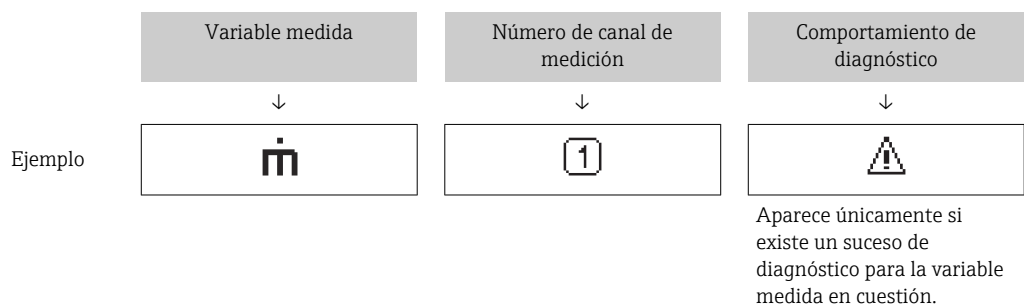 Variable medida
Número de canal de
medición
Comportamiento de
diagnóstico
↓ ↓ ↓
Ejemplo
ṁ
1
Aparece únicamente si
existe un suceso de
diagnóstico para la variable
medida en cuestión.